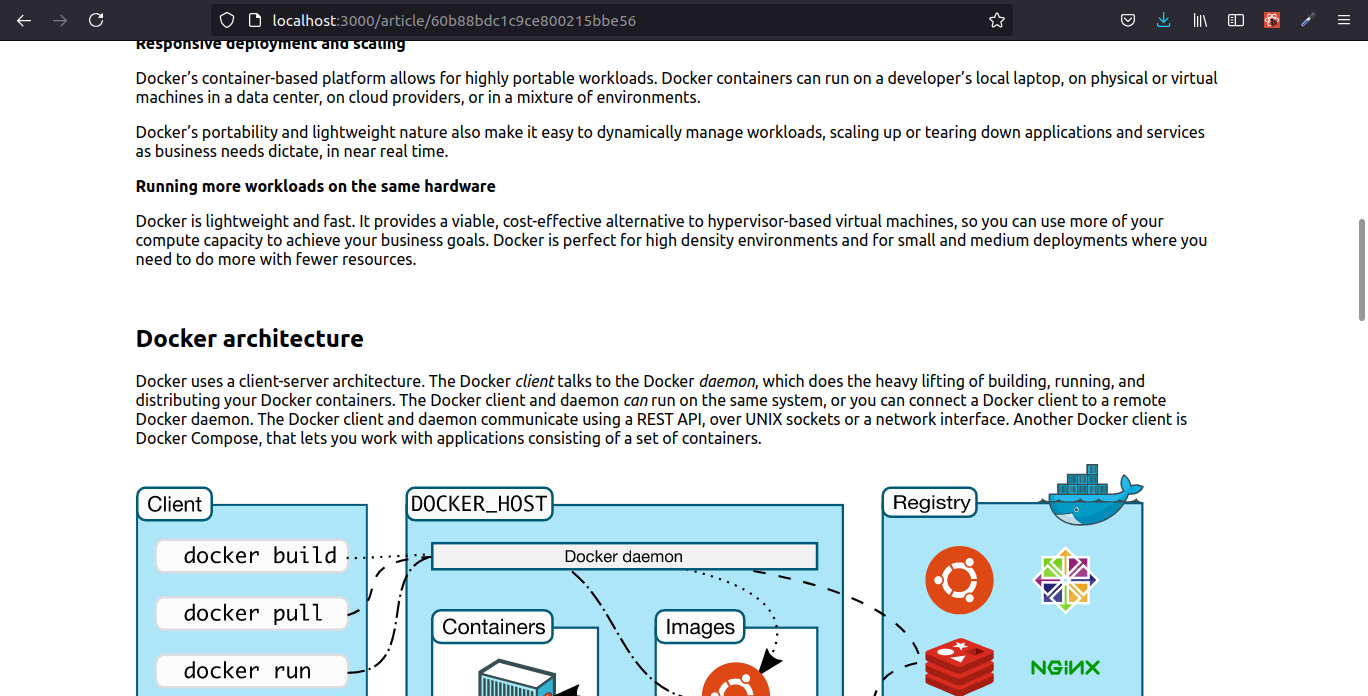 localhost:3000/article/60b88bdc1c9ce800215bbe56
Responsive deployment and scaling
Docker’s container-based platform allows for highly portable workloads. Docker containers can run on a developer’s local laptop, on physical or virtual
machines in a data center, on cloud providers, or in a mixture of environments.
Docker’s portability and lightweight nature also make it easy to dynamically manage workloads, scaling up or tearing down applications and services
as business needs dictate, in near real time.
Running more workloads on the same hardware
Docker is lightweight and fast. It provides a viable, cost-effective alternative to hypervisor-based virtual machines, so you can use more of your
compute capacity to achieve your business goals. Docker is perfect for high density environments and for small and medium deployments where you
need to do more with fewer resources.
Docker architecture
Docker uses a client-server architecture. The Docker client talks to the Docker daemon, which does the heavy lifting of building, running, and
distributing your Docker containers. The Docker client and daemon can run on the same system, or you can connect a Docker client to a remote
Docker daemon. The Docker client and daemon communicate using a REST API, over UNIX sockets or a network interface. Another Docker client is
Docker Compose, that lets you work with applications consisting of a set of containers.
Client
docker build
docker pull
docker run
DOCKER_HOST
Docker daemon
Containers
Images
Registry
NGINX